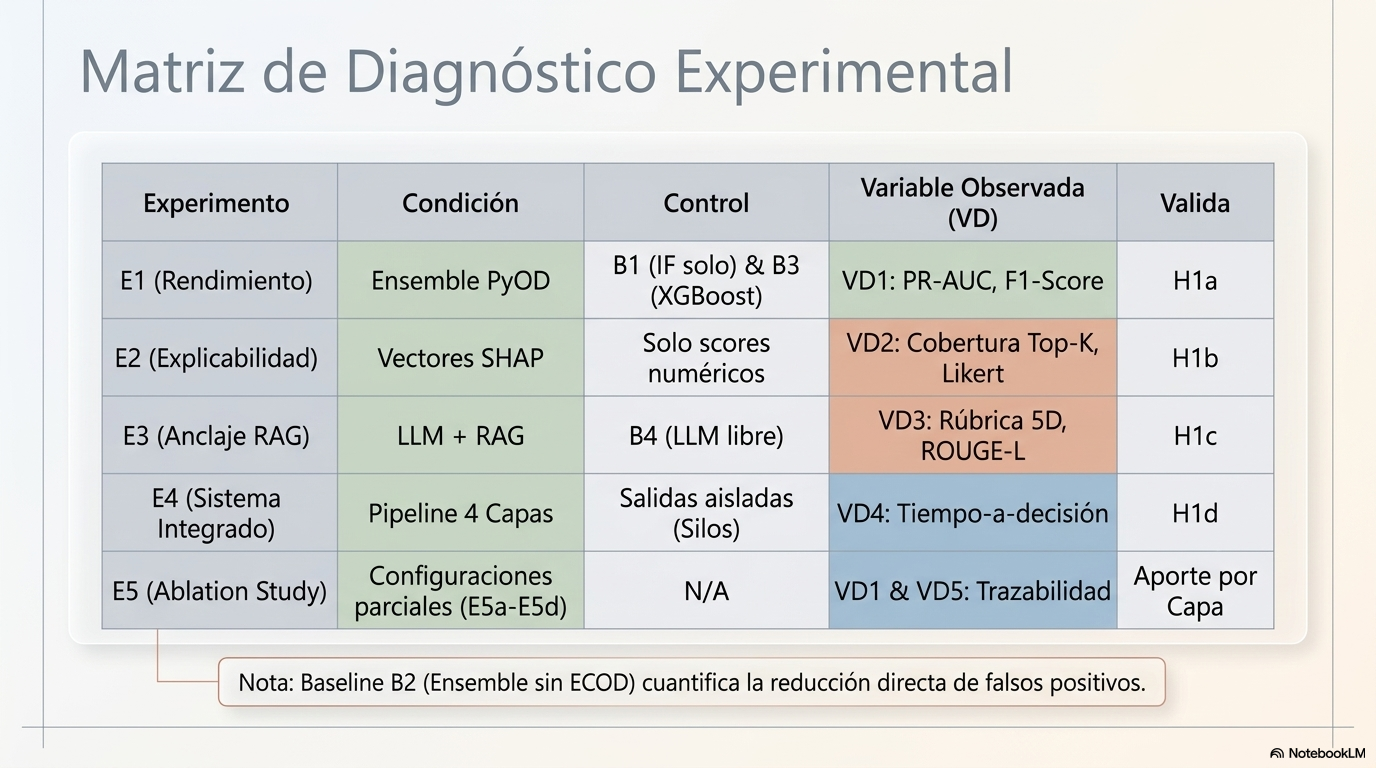 Matriz de Diagnóstico Experimental
Experimento
Condición
Control
Variable Observada
(VD)
Valida
E1 (Rendimiento)
Ensemble PyOD
B1 (IF solo) & B3
(XGBoost)
VD1: PR-AUC, F1-Score
H1a
E2 (Explicabilidad)
Vectores SHAP
Solo scores
numéricos
VD2: Cobertura Top-K,
Likert
H1b
E3 (Anclaje RAG)
LLM + RAG
B4 (LLM libre)
VD3: Rúbrica 5D,
ROUGE-L
H1c
E4 (Sistema
Integrado)
Pipeline 4 Capas
Salidas aisladas
(Silos)
VD4: Tiempo-a-decisión
H1d
E5 (Ablation Study)
Configuraciones
parciales (E5a-E5d)
N/A
VD1 & VD5: Trazabilidad
Aporte por
Capa
Nota: Baseline B2 (Ensemble sin ECOD) cuantifica la reducción directa de falsos positivos.
NotebookLM